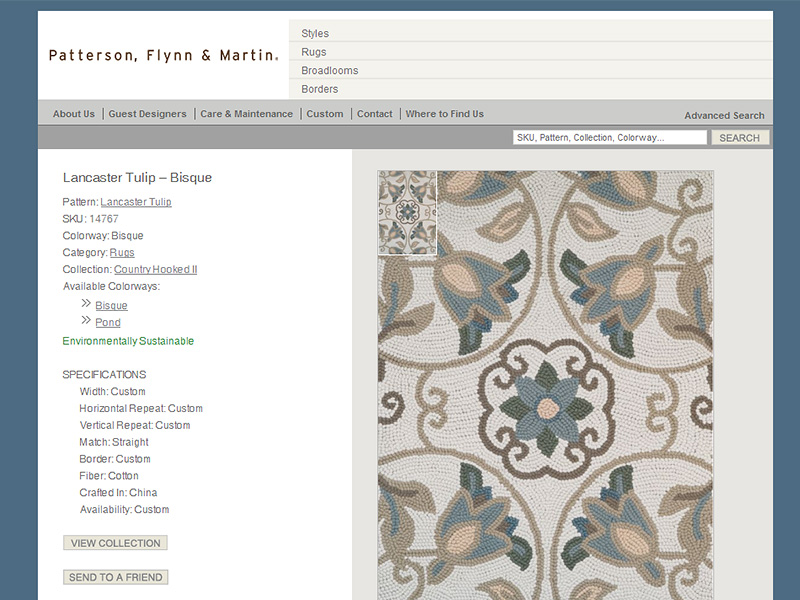 Patterson, Flynn & Martin.®
Styles
Rugs
Broadlooms
Borders
About Us | Guest Designers | Care & Maintenance | Custom | Contact | Where to Find Us
Advanced Search
SKU, Pattern, Collection, Colorway...
SEARCH
Lancaster Tulip – Bisque
Pattern: Lancaster Tulip
SKU: 14767
Colorway: Bisque
Category: Rugs
Collection: Country Hooked II
Available Colorways:
» Bisque
» Pond
Environmentally Sustainable
SPECIFICATIONS
Width: Custom
Horizontal Repeat: Custom
Vertical Repeat: Custom
Match: Straight
Border: Custom
Fiber: Cotton
Crafted In: China
Availability: Custom
VIEW COLLECTION
SEND TO A FRIEND